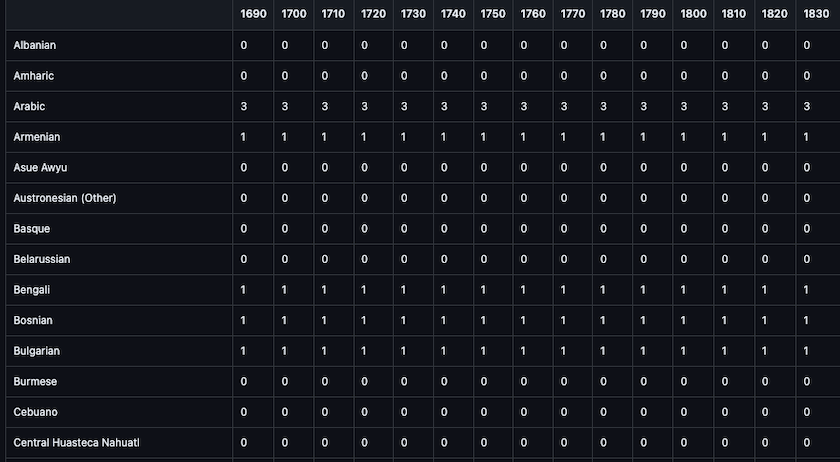 1690 1700 1710 1720 1730 1740 1750 1760 1770 1780 1790 1800 1810 1820 1830
Albanian 0 0 0 0 0 0 0 0 0 0 0 0 0 0 0
Amharic 0 0 0 0 0 0 0 0 0 0 0 0 0 0 0
Arabic 3 3 3 3 3 3 3 3 3 3 3 3 3 3 3
Armenian 1 1 1 1 1 1 1 1 1 1 1 1 1 1 1
Asue Awyu 0 0 0 0 0 0 0 0 0 0 0 0 0 0 0
Austronesian (Other) 0 0 0 0 0 0 0 0 0 0 0 0 0 0 0
Basque 0 0 0 0 0 0 0 0 0 0 0 0 0 0 0
Belarussian 0 0 0 0 0 0 0 0 0 0 0 0 0 0 0
Bengali 1 1 1 1 1 1 1 1 1 1 1 1 1 1 1
Bosnian 1 1 1 1 1 1 1 1 1 1 1 1 1 1 1
Bulgarian 1 1 1 1 1 1 1 1 1 1 1 1 1 1 1
Burmese 0 0 0 0 0 0 0 0 0 0 0 0 0 0 0
Cebuano 0 0 0 0 0 0 0 0 0 0 0 0 0 0 0
Central Huasteca Nahuatl 0 0 0 0 0 0 0 0 0 0 0 0 0 0 0